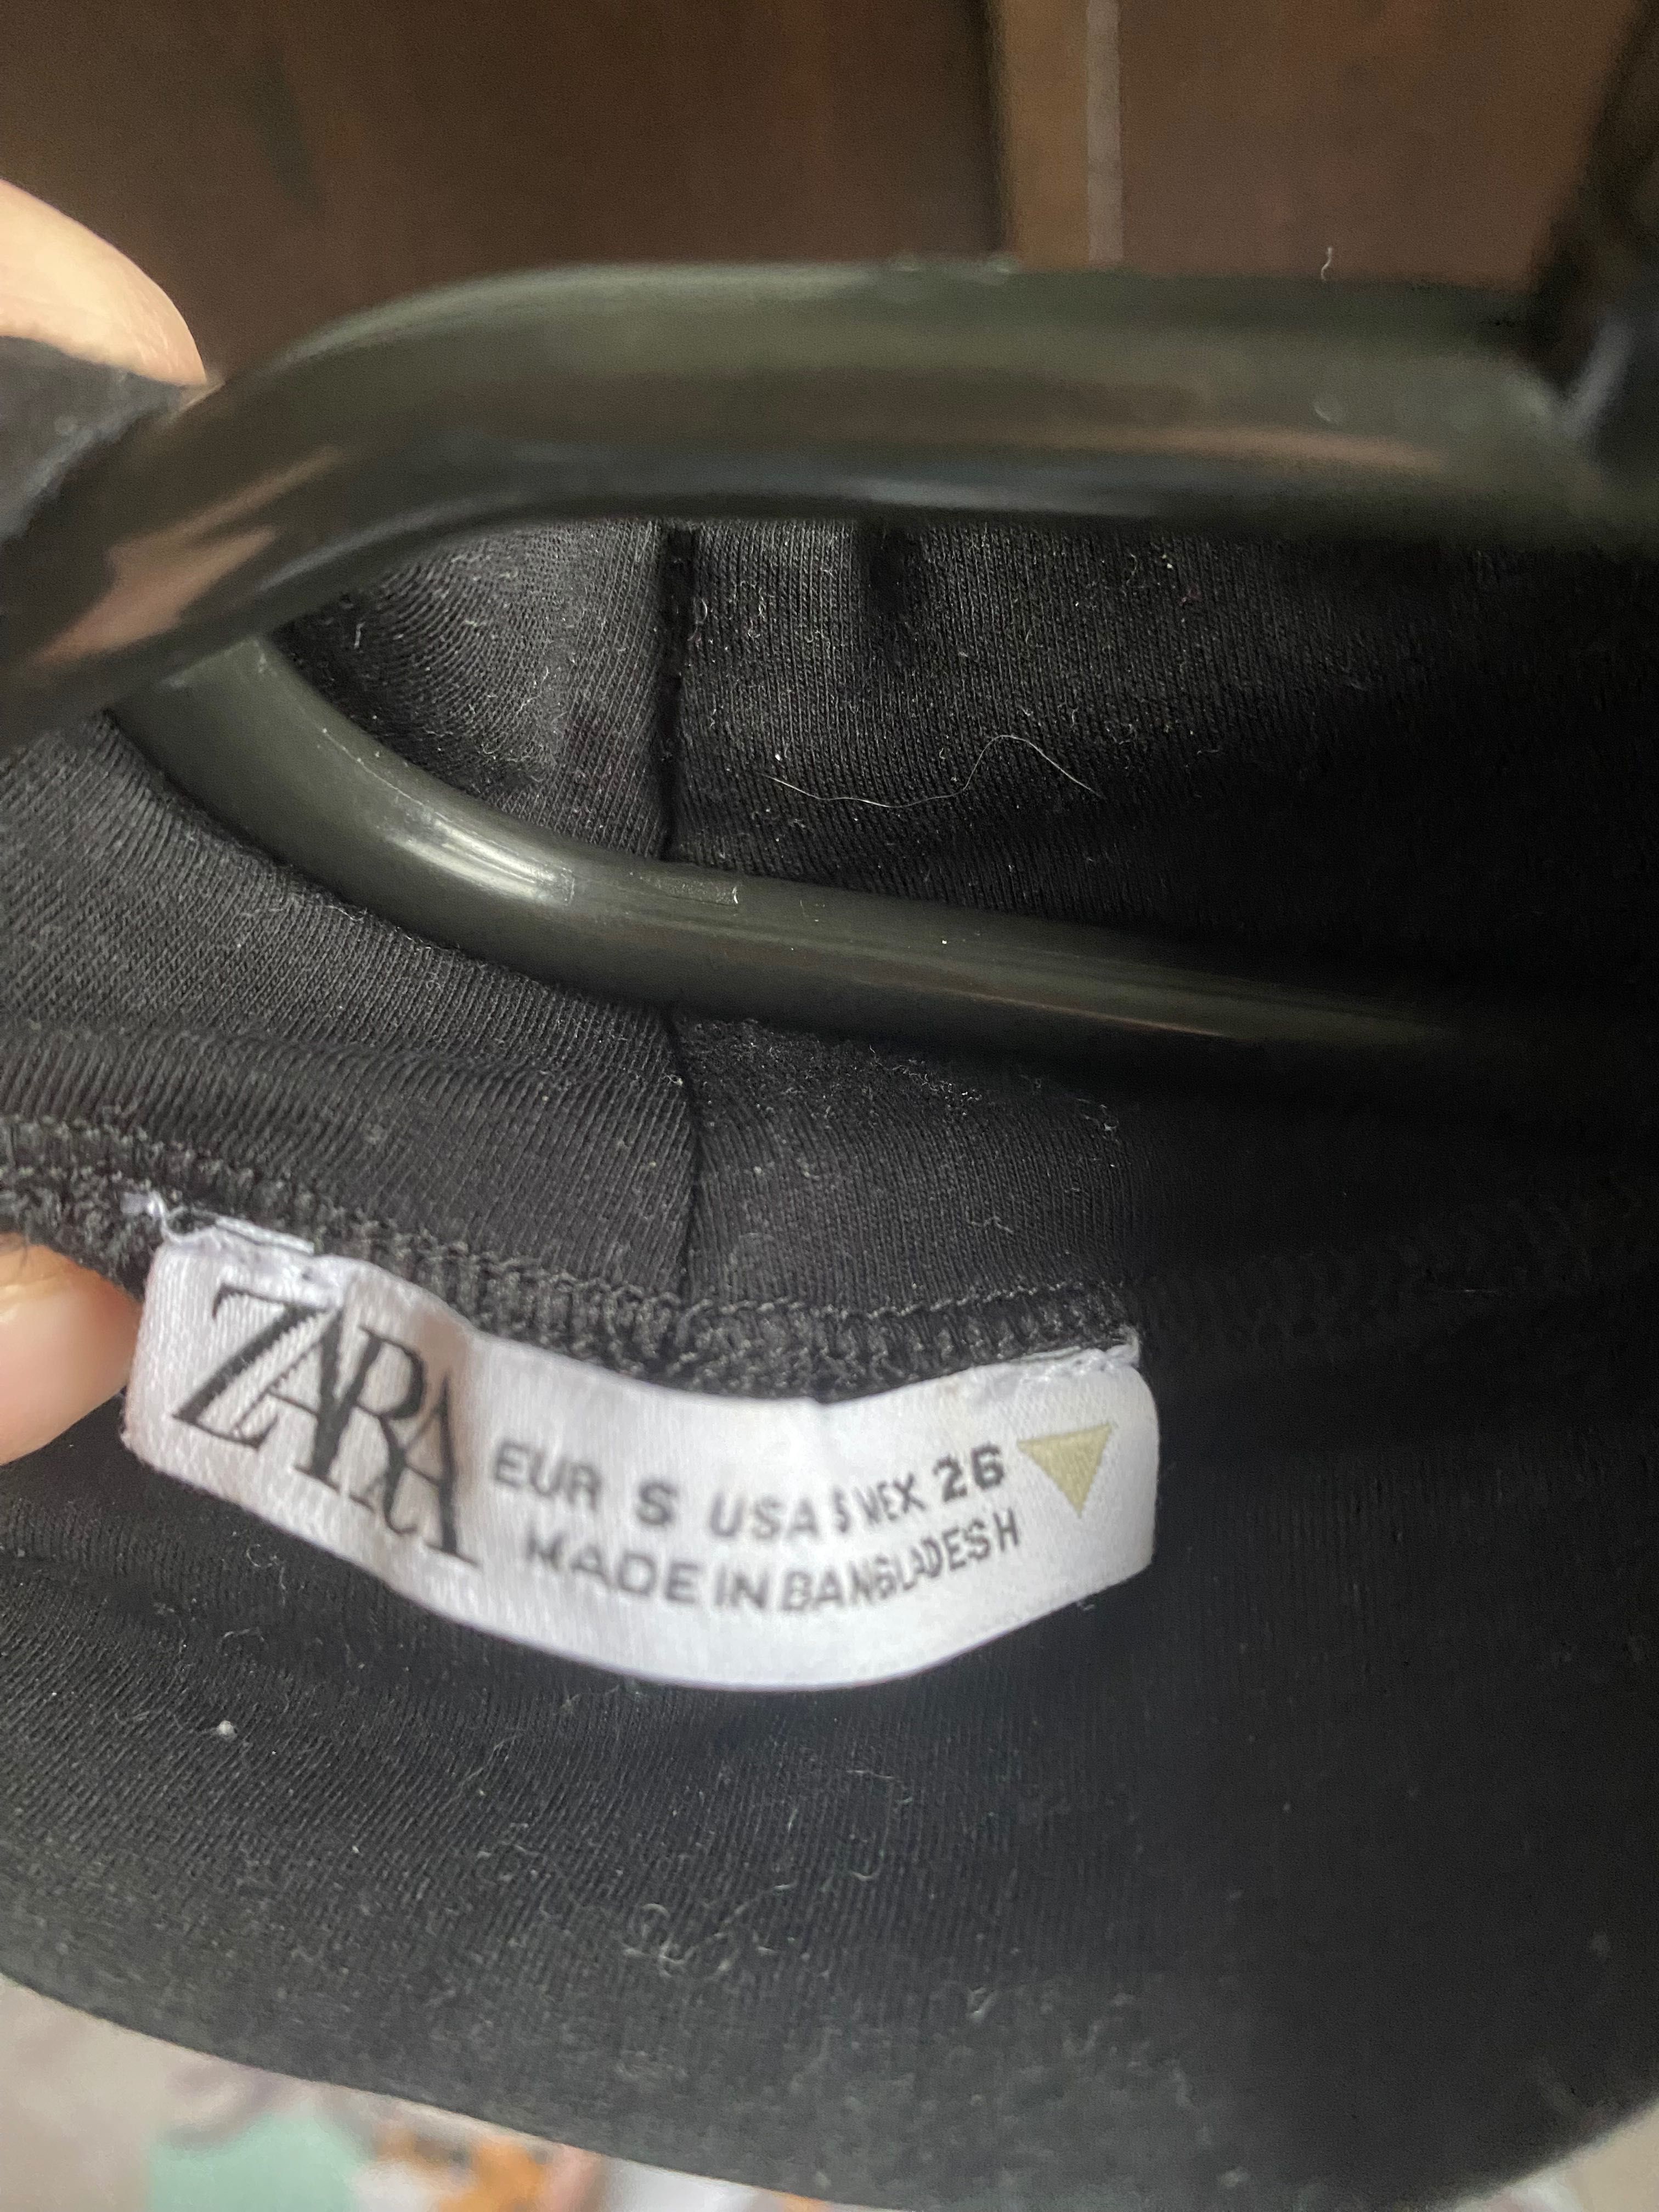 ZARA
EUR S USA S MEX 26
MADE IN BANGLADESH